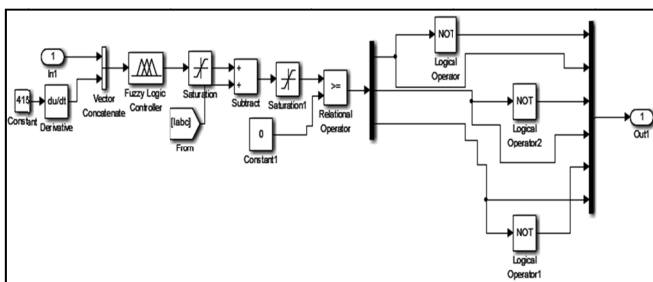 1
In1
415
Constant
du/dt
Derivative
Vector
Concatenate
Fuzzy Logic
Controller
Saturation
[Iabc]
From
+
+
Subtract
Saturation1
0
Constant1
>=
Relational
Operator
NOT
Logical
Operator
NOT
Logical
Operator2
NOT
Logical
Operator1
1
Out1